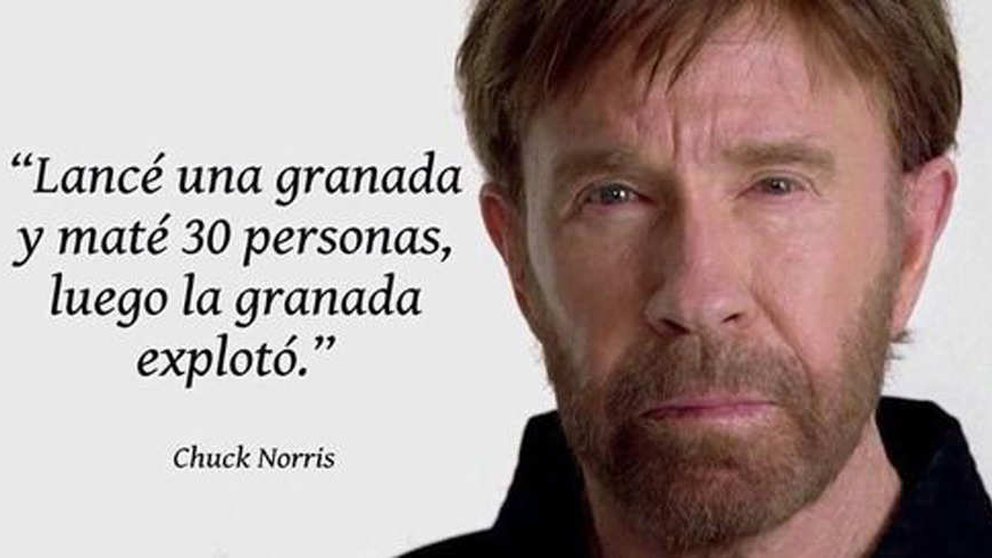 “Lancé una granada
y maté 30 personas,
luego la granada
explotó.”
Chuck Norris